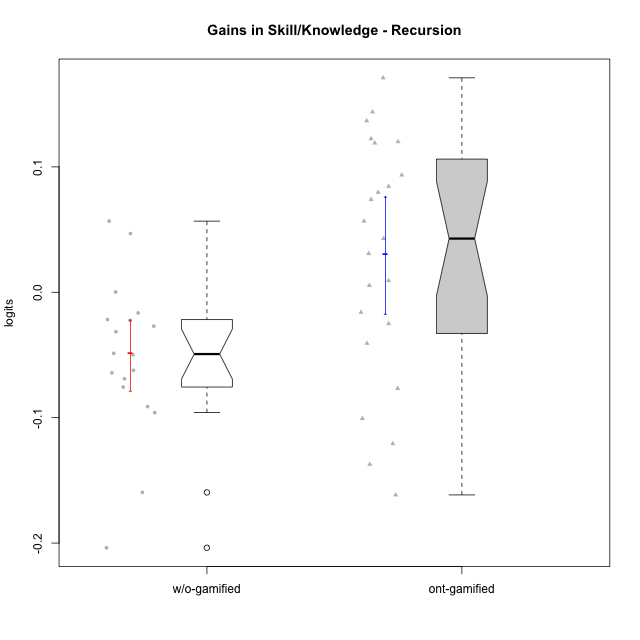 Gains in Skill/Knowledge - Recursion
logits
0.1
0.0
-0.1
-0.2
w/o-gamified
ont-gamified